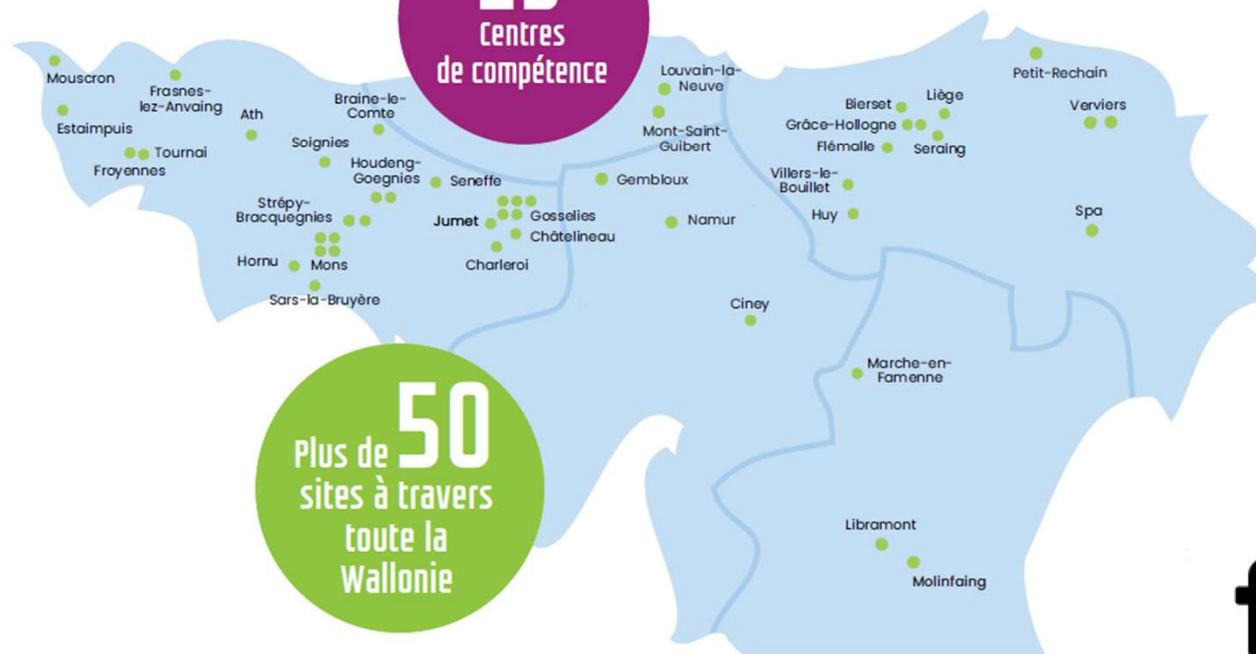 Centres
de compétence
Mouscron
Frasnes-
lez-Anvaing
Estaimpuis
Ath
Tournai
Froyennes
Braine-le-
Comte
Soignies
Houdeng-
Goegnies
Seneffe
Strépy-
Bracquegnies
Jumet
Gosselies
Châtelineau
Charleroi
Hornu
Mons
Sars-la-Bruyère
Louvain-la-
Neuve
Mont-Saint-
Guibert
Gembloux
Namur
Ciney
Petit-Rechain
Bierset
Liège
Verviers
Grâce-Hollogne
Flémalle
Seraing
Villers-le-
Bouillet
Huy
Spa
Marche-en-
Famenne
Libramont
Molinfaing
Plus de 50
sites à travers
toute la
Wallonie